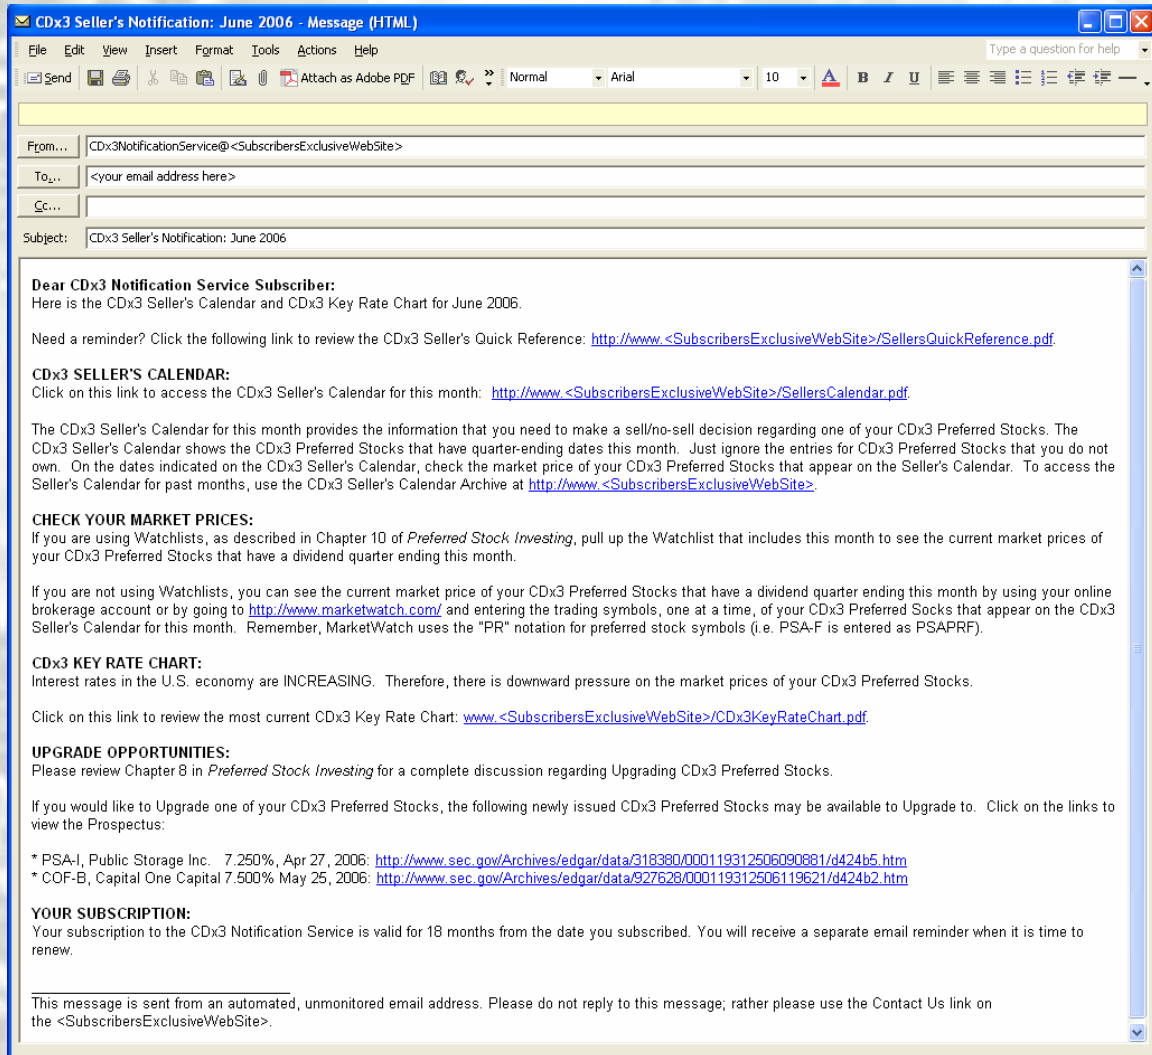 CDx3 Seller's Notification: June 2006 - Message (HTML)
File Edit View Insert Format Tools Actions Help Type a question for help
Send Attach as Adobe PDF Normal Arial 10 A B I U
From... CDx3NotificationService@<SubscribersExclusiveWebSite>
To... <your email address here>
Cc...
Subject: CDx3 Seller's Notification: June 2006
Dear CDx3 Notification Service Subscriber:
Here is the CDx3 Seller's Calendar and CDx3 Key Rate Chart for June 2006.
Need a reminder? Click the following link to review the CDx3 Seller's Quick Reference: http://www.<SubscribersExclusiveWebSite>/SellersQuickReference.pdf.
CDx3 SELLER'S CALENDAR:
Click on this link to access the CDx3 Seller's Calendar for this month: http://www.<SubscribersExclusiveWebSite>/SellersCalendar.pdf.
The CDx3 Seller's Calendar for this month provides the information that you need to make a sell/no-sell decision regarding one of your CDx3 Preferred Stocks. The
CDx3 Seller's Calendar shows the CDx3 Preferred Stocks that have quarter-ending dates this month. Just ignore the entries for CDx3 Preferred Stocks that you do not
own. On the dates indicated on the CDx3 Seller's Calendar, check the market price of your CDx3 Preferred Stocks that appear on the Seller's Calendar. To access the
Seller's Calendar for past months, use the CDx3 Seller's Calendar Archive at http://www.<SubscribersExclusiveWebSite>.
CHECK YOUR MARKET PRICES:
If you are using Watchlists, as described in Chapter 10 of Preferred Stock Investing, pull up the Watchlist that includes this month to see the current market prices of
your CDx3 Preferred Stocks that have a dividend quarter ending this month.
If you are not using Watchlists, you can see the current market price of your CDx3 Preferred Stocks that have a dividend quarter ending this month by using your online
brokerage account or by going to http://www.marketwatch.com/ and entering the trading symbols, one at a time, of your CDx3 Preferred Socks that appear on the CDx3
Seller's Calendar for this month. Remember, MarketWatch uses the "PR" notation for preferred stock symbols (i.e. PSA-F is entered as PSAPRF).
CDx3 KEY RATE CHART:
Interest rates in the U.S. economy are INCREASING. Therefore, there is downward pressure on the market prices of your CDx3 Preferred Stocks.
Click on this link to review the most current CDx3 Key Rate Chart: www.<SubscribersExclusiveWebSite>/CDx3KeyRateChart.pdf.
UPGRADE OPPORTUNITIES:
Please review Chapter 8 in Preferred Stock Investing for a complete discussion regarding Upgrading CDx3 Preferred Stocks.
If you would like to Upgrade one of your CDx3 Preferred Stocks, the following newly issued CDx3 Preferred Stocks may be available to Upgrade to. Click on the links to
view the Prospectus:
* PSA-I, Public Storage Inc. 7.250%, Apr 27, 2006: http://www.sec.gov/Archives/edgar/data/318380/000119312506090881/d424b5.htm
* COF-B, Capital One Capital 7.500% May 25, 2006: http://www.sec.gov/Archives/edgar/data/927628/000119312506119621/d424b2.htm
YOUR SUBSCRIPTION:
Your subscription to the CDx3 Notification Service is valid for 18 months from the date you subscribed. You will receive a separate email reminder when it is time to
renew.
This message is sent from an automated, unmonitored email address. Please do not reply to this message; rather please use the Contact Us link on
the <SubscribersExclusiveWebSite>.